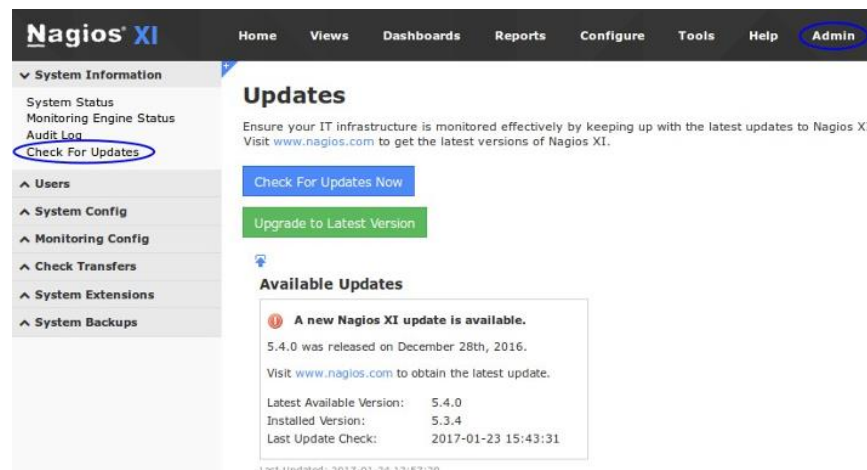 Nagios® XI
Home Views Dashboards Reports Configure Tools Help Admin
System Information
System Status
Monitoring Engine Status
Audit Log
Check For Updates
Users
System Config
Monitoring Config
Check Transfers
System Extensions
System Backups
Updates
Ensure your IT infrastructure is monitored effectively by keeping up with the latest updates to Nagios XI
Visit www.nagios.com to get the latest versions of Nagios XI.
Check For Updates Now
Upgrade to Latest Version
Available Updates
A new Nagios XI update is available.
5.4.0 was released on December 28th, 2016.
Visit www.nagios.com to obtain the latest update.
Latest Available Version: 5.4.0
Installed Version: 5.3.4
Last Update Check: 2017-01-23 15:43:31
Last Updated: 2017-01-24